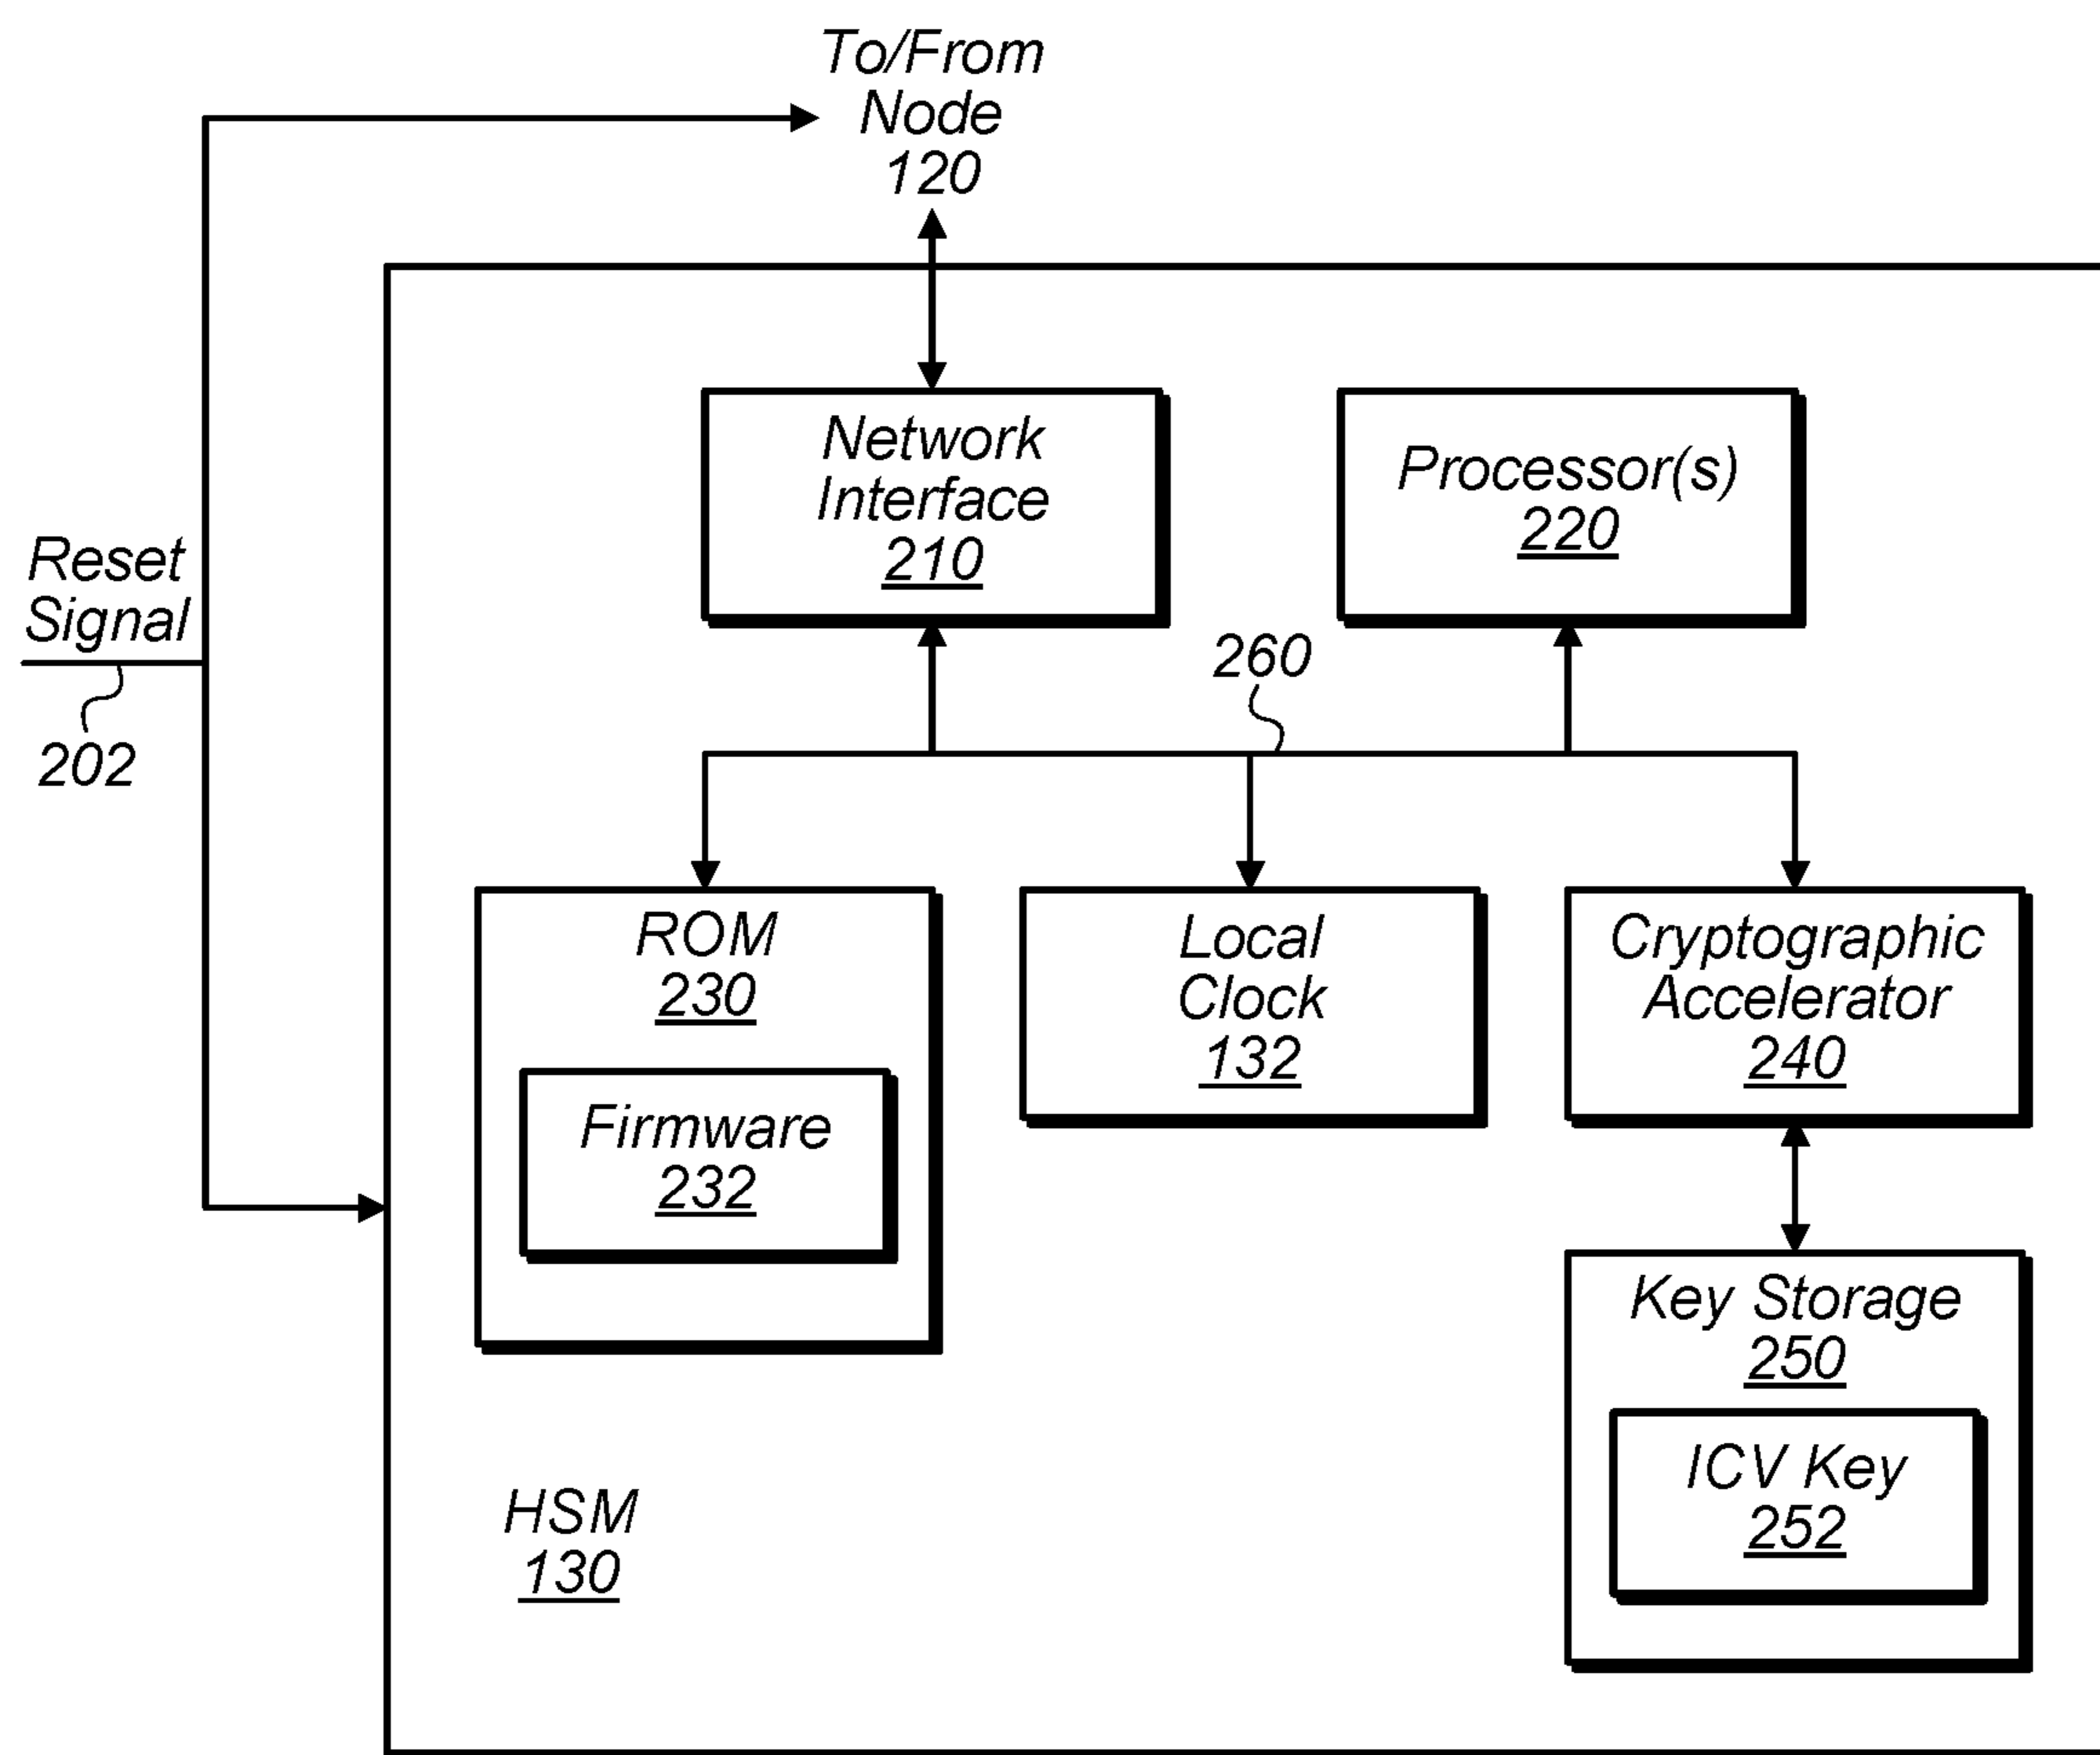 To/From
Node
120
Reset
Signal
202
Network
Interface
210
Processor(s)
220
260
ROM
230
Firmware
232
Local
Clock
132
Cryptographic
Accelerator
240
Key Storage
250
ICV Key
252
HSM
130